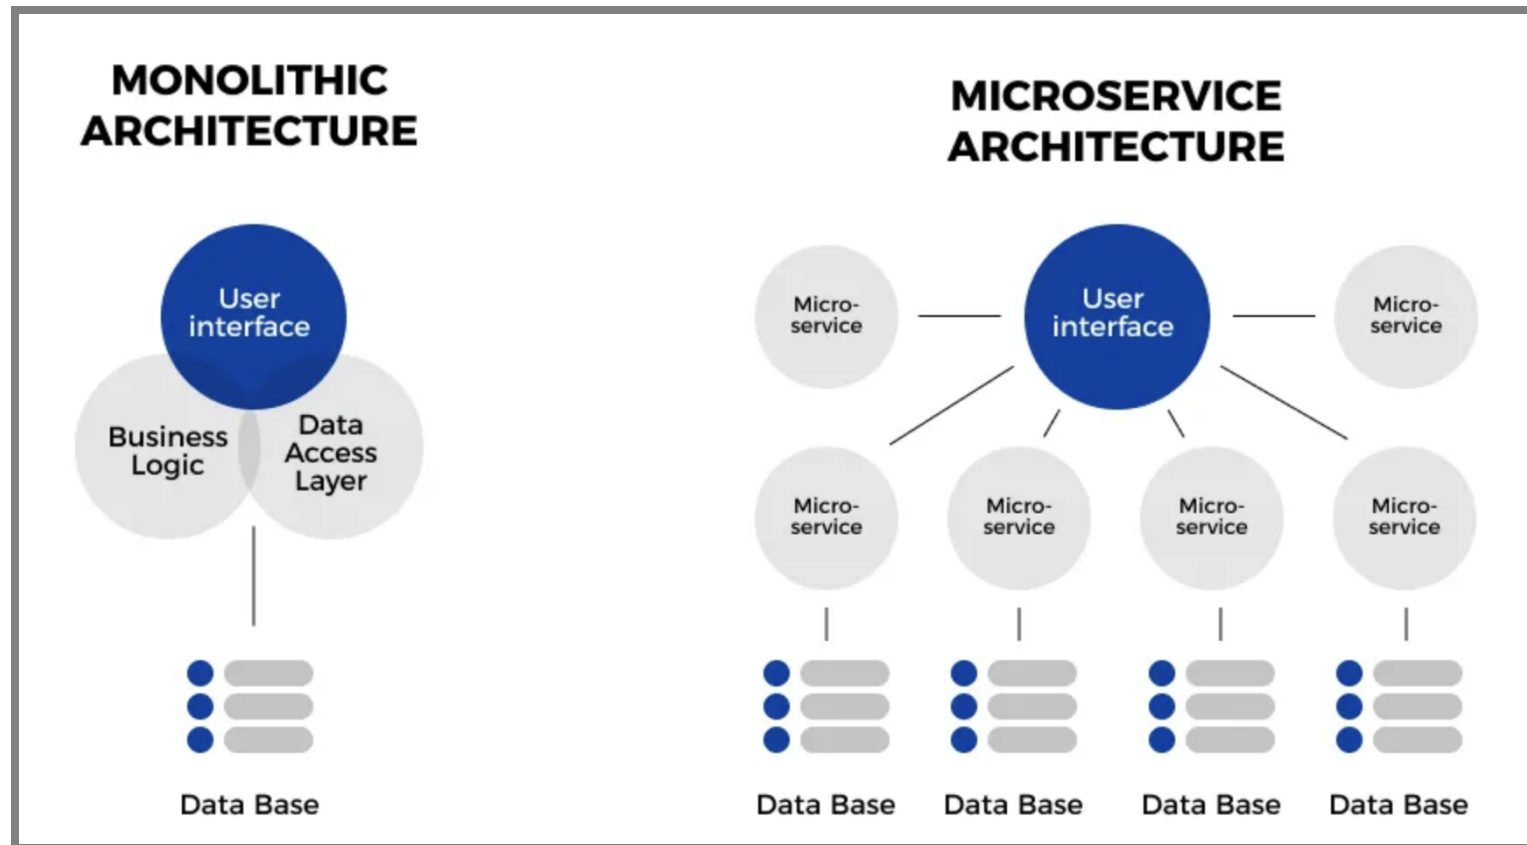 MONOLITHIC
ARCHITECTURE
User
interface
Business
Logic
Data
Access
Layer
Data Base
MICROSERVICE
ARCHITECTURE
Micro-
service
User
interface
Micro-
service
Micro-
service
Micro-
service
Micro-
service
Micro-
service
Data Base
Data Base
Data Base
Data Base